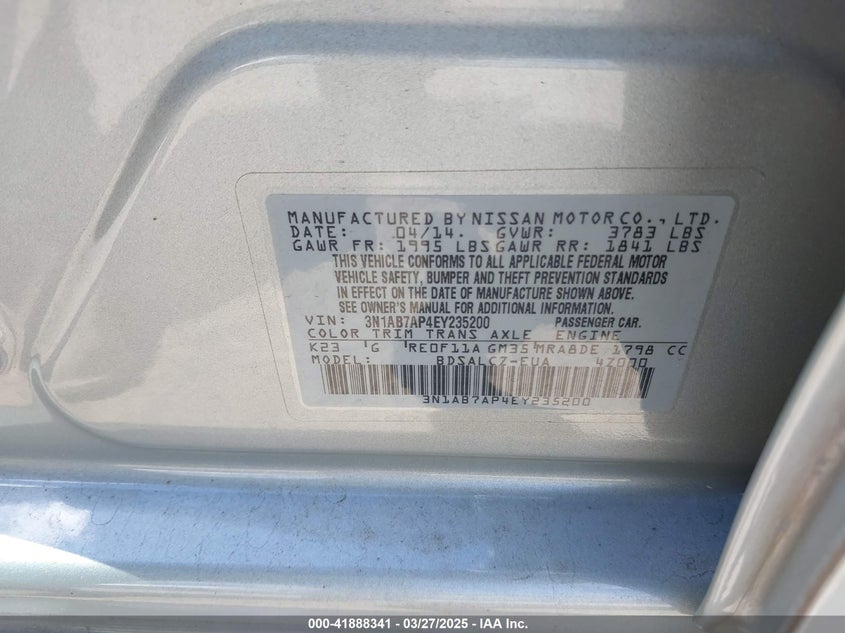 MANUFACTURED BY NISSAN MOTOR CO., LTD.
DATE: 04/14. GVWR: 3783 LBS
GAWR FR: 1995 LBS GAWR RR: 1841 LBS
THIS VEHICLE CONFORMS TO ALL APPLICABLE FEDERAL MOTOR
VEHICLE SAFETY, BUMPER AND THEFT PREVENTION STANDARDS
IN EFFECT ON THE DATE OF MANUFACTURE SHOWN ABOVE.
SEE OWNER'S MANUAL FOR ADDITIONAL INFORMATION.
VIN: 3N1AB7AP4EY235200 PASSENGER CAR.
COLOR TRIM TRANS AXLE ENGINE
K23 'G 'RE0F11A GM35'MRA8DE 1798 CC
MODEL: BDSALCZ-EUA 4Z000
3N1AB7AP4EY235200
000-41888341 / 03/27/2025 - IAA Inc.